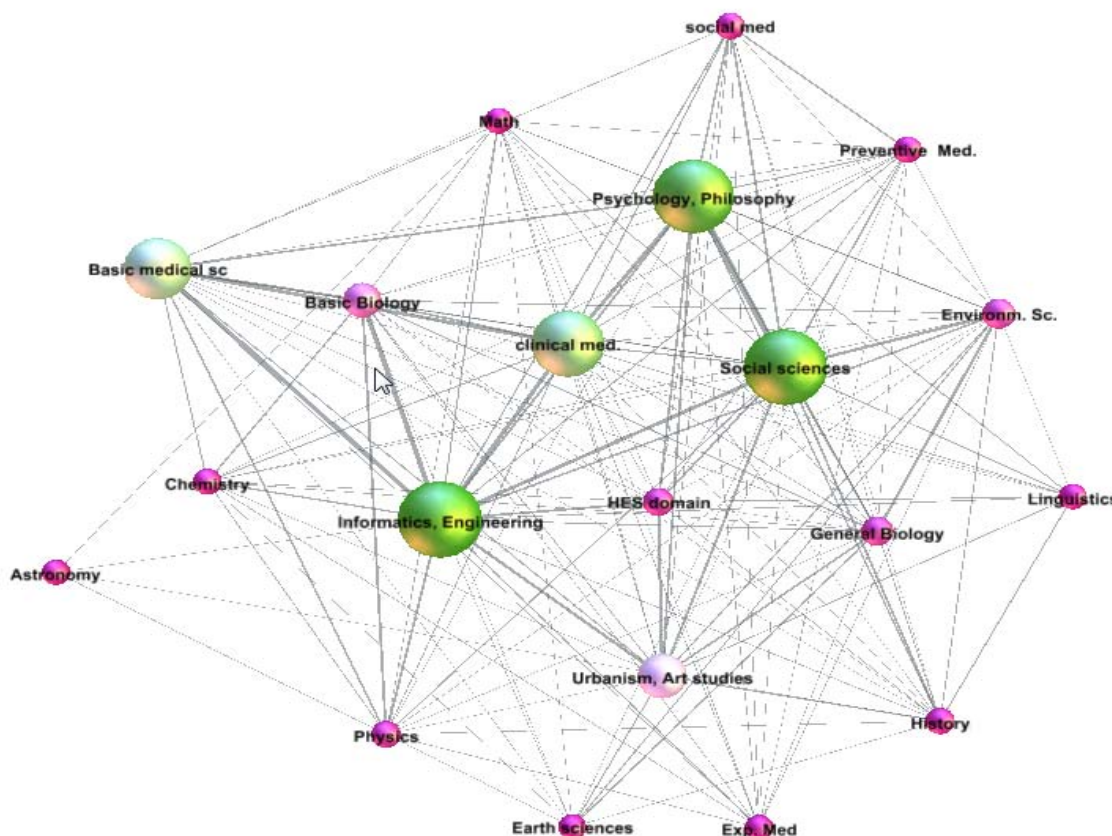 social med
Math
Preventive Med.
Psychology, Philosophy
Basic medical sc
Basic Biology
Environm. Sc.
clinical med.
Social sciences
Chemistry
HES domain
Linguistics
Informatics, Engineering
General Biology
Astronomy
Urbanism, Art studies
History
Physics
Earth sciences
Exp. Med